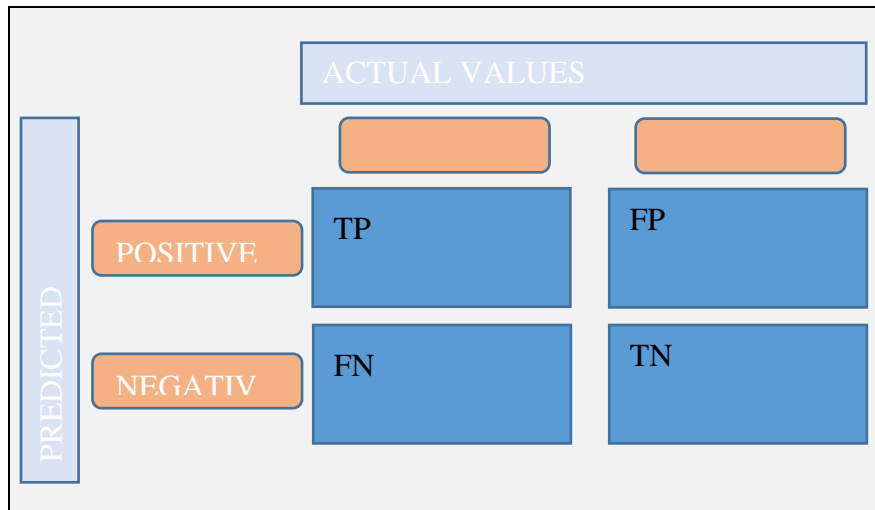 ACTUAL VALUES
TP
FP
POSITIVE
FN
TN
NEGATIV
PREDICTED